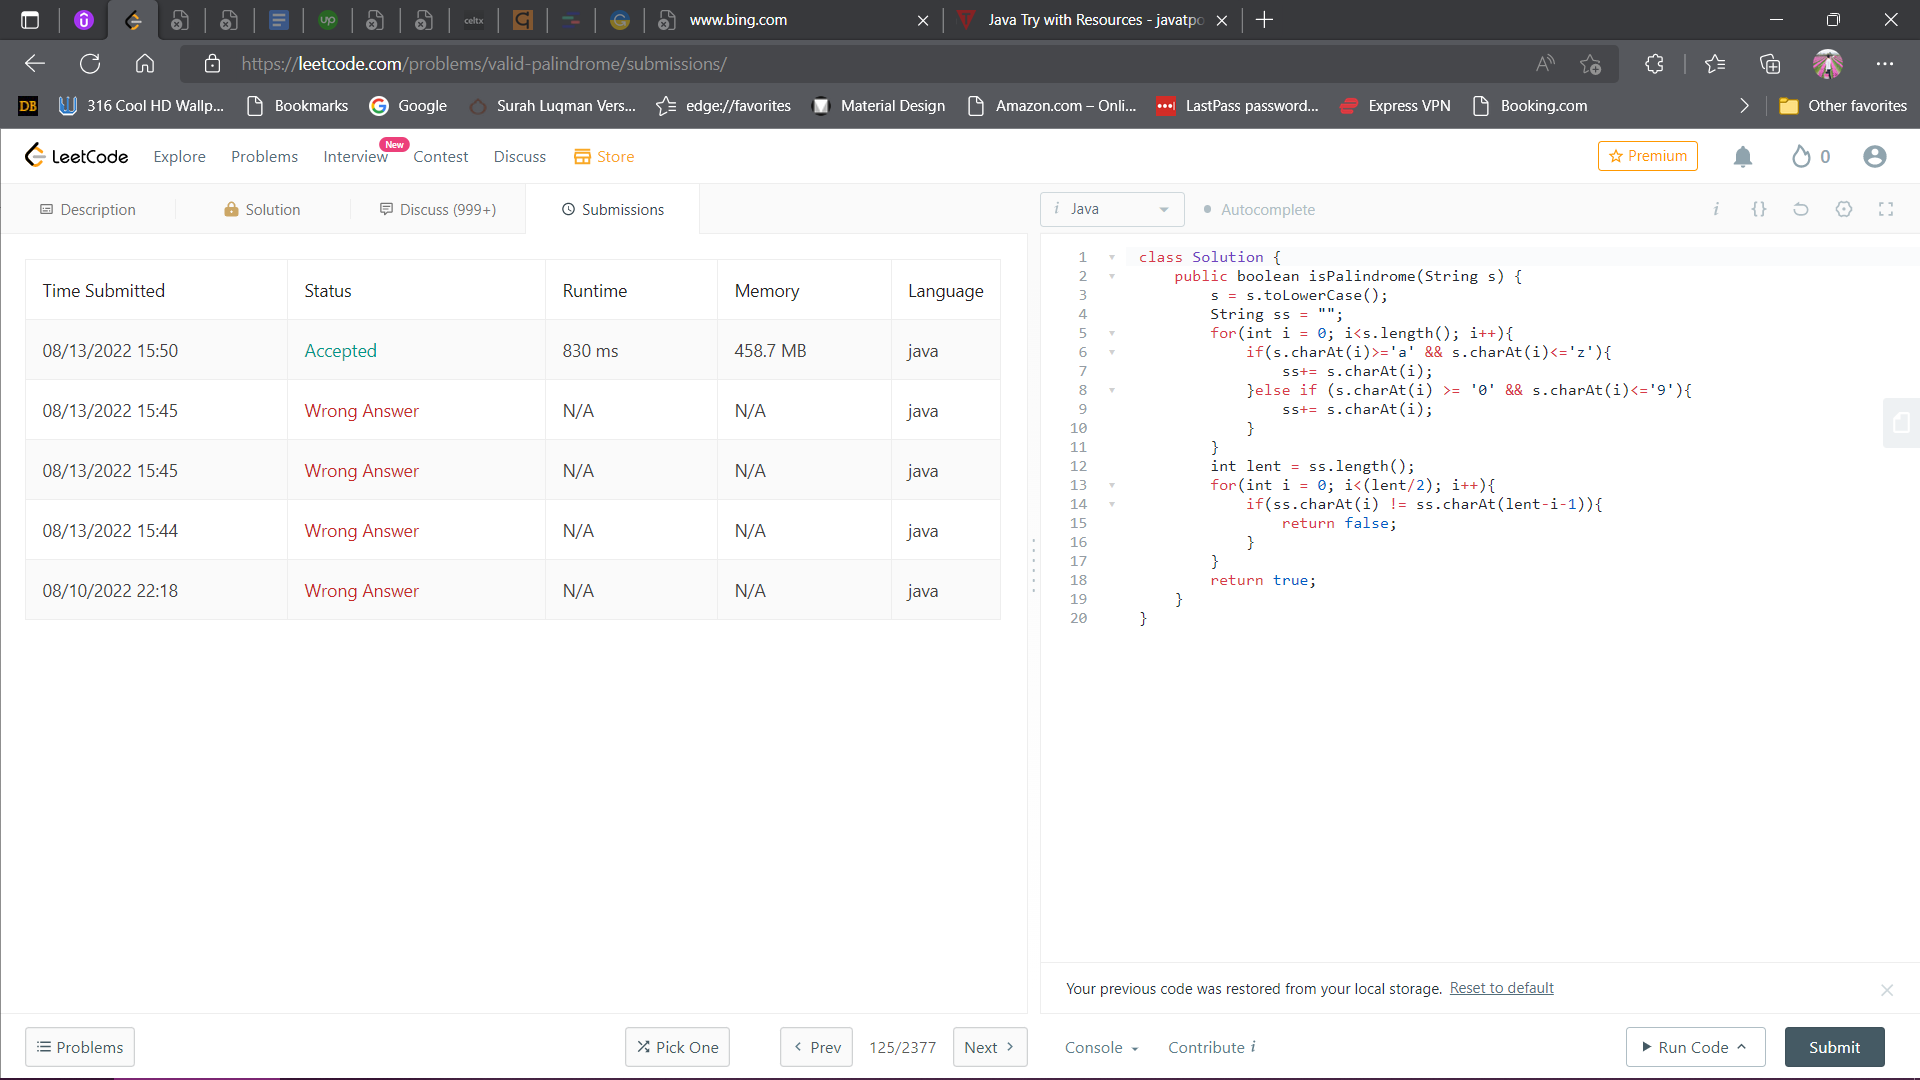 up
celtx
www.bing.com
Java Try with Resources - javatpo
https://leetcode.com/problems/valid-palindrome/submissions/
DB
316 Cool HD Wallp...
Bookmarks
Google
Surah Luqman Vers...
edge://favorites
Material Design
Amazon.com – Onli...
LastPass password...
Express VPN
Booking.com
Other favorites
LeetCode
Explore
Problems
Interview
New
Contest
Discuss
Store
Premium
0
Description
Solution
Discuss (999+)
Submissions
i Java
Autocomplete
i
{}
Time Submitted Status Runtime Memory Language
08/13/2022 15:50 Accepted 830 ms 458.7 MB java
08/13/2022 15:45 Wrong Answer N/A N/A java
08/13/2022 15:45 Wrong Answer N/A N/A java
08/13/2022 15:44 Wrong Answer N/A N/A java
08/10/2022 22:18 Wrong Answer N/A N/A java
1 class Solution {
2 public boolean isPalindrome(String s) {
3 s = s.toLowerCase();
4 String ss = "";
5 for(int i = 0; i<s.length(); i++){
6 if(s.charAt(i)>='a' && s.charAt(i)<='z'){
7 ss+= s.charAt(i);
8 }else if (s.charAt(i) >= '0' && s.charAt(i)<='9'){
9 ss+= s.charAt(i);
10 }
11 }
12 int lent = ss.length();
13 for(int i = 0; i<(lent/2); i++){
14 if(ss.charAt(i) != ss.charAt(lent-i-1)){
15 return false;
16 }
17 }
18 return true;
19 }
20 }
Your previous code was restored from your local storage. Reset to default
Problems
Pick One
Prev
125/2377
Next
Console
Contribute i
Run Code
Submit